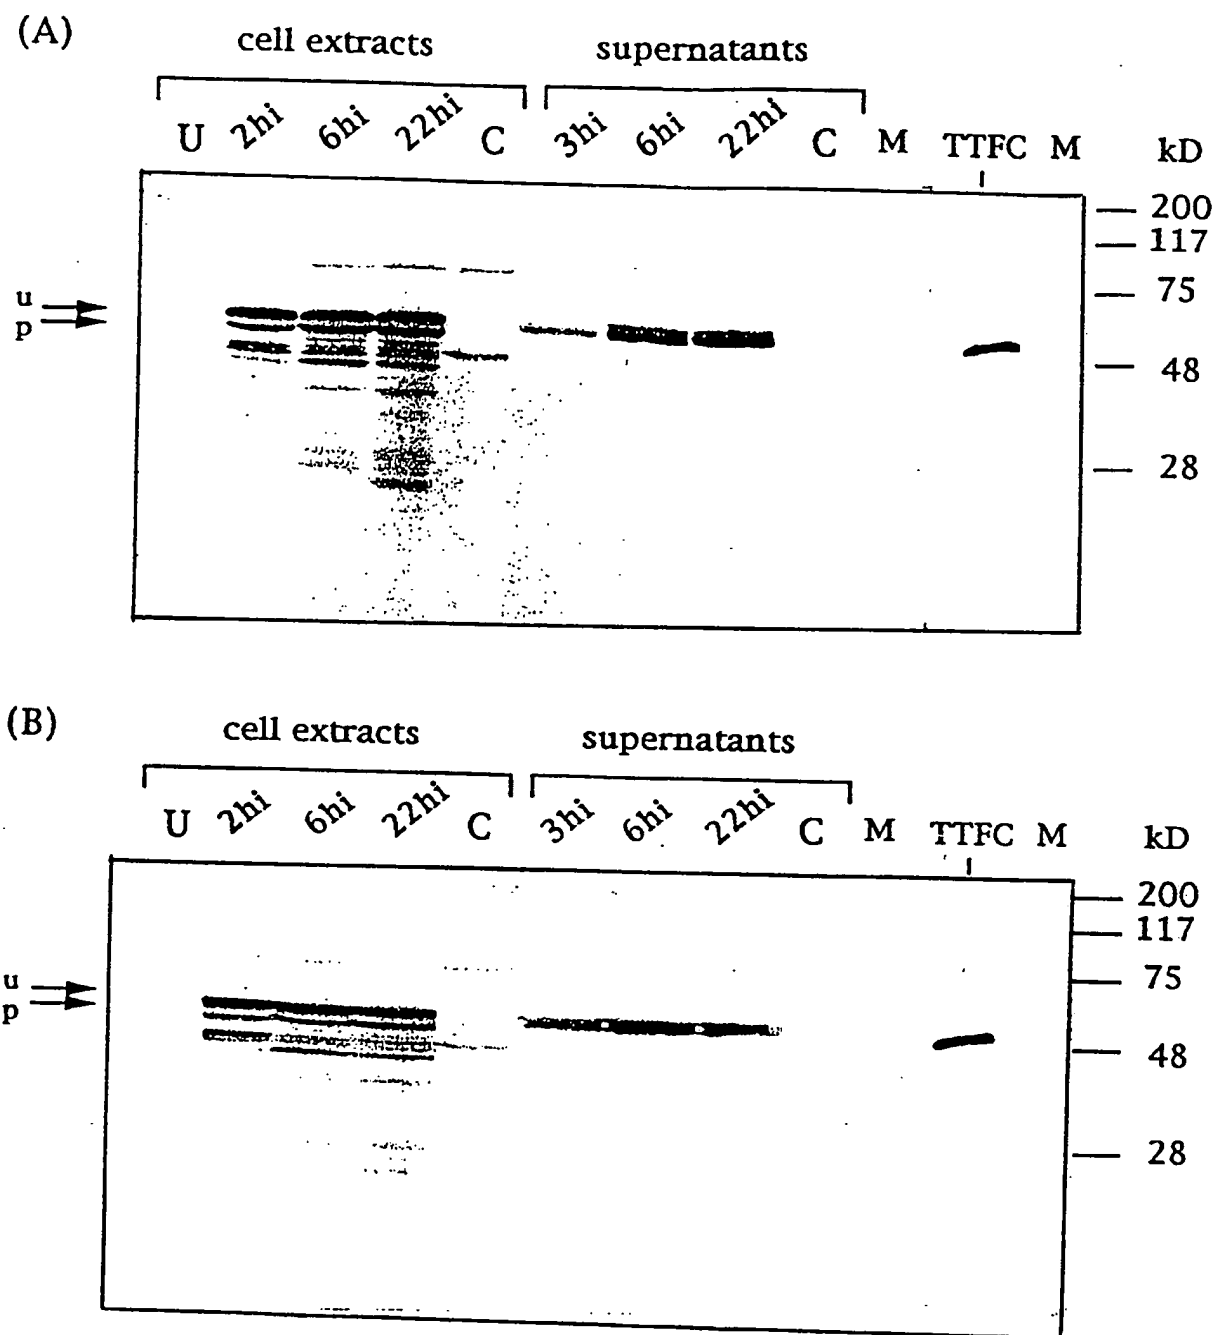 (A)
cell extracts
supernatants
U 2hi 6hi 22hi C 3hi 6hi 22hi C M TTFC M kD
200
117
75
u
p
48
28
(B)
cell extracts
supernatants
U 2hi 6hi 22hi C 3hi 6hi 22hi C M TTFC M kD
200
117
75
u
p
48
28